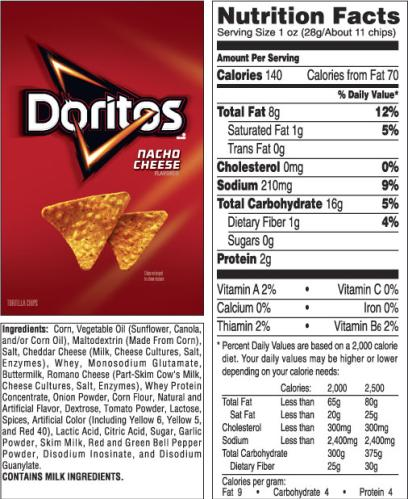 Doritos
NACHO
CHEESE
FLAVORED
TORTILLA CHIPS
Ingredients: Corn, Vegetable Oil (Sunflower, Canola,
and/or Corn Oil), Maltodextrin (Made From Corn),
Salt, Cheddar Cheese (Milk, Cheese Cultures, Salt,
Enzymes), Whey, Monosodium Glutamate,
Buttermilk, Romano Cheese (Part-Skim Cow's Milk,
Cheese Cultures, Salt, Enzymes), Whey Protein
Concentrate, Onion Powder, Corn Flour, Natural and
Artificial Flavor, Dextrose, Tomato Powder, Lactose,
Spices, Artificial Color (Including Yellow 6, Yellow 5,
and Red 40), Lactic Acid, Citric Acid, Sugar, Garlic
Powder, Skim Milk, Red and Green Bell Pepper
Powder, Disodium Inosinate, and Disodium
Guanylate.
CONTAINS MILK INGREDIENTS.
Nutrition Facts
Serving Size 1 oz (28g/About 11 chips)
Amount Per Serving
Calories 140 Calories from Fat 70
% Daily Value*
Total Fat 8g 12%
Saturated Fat 1g 5%
Trans Fat 0g
Cholesterol 0mg 0%
Sodium 210mg 9%
Total Carbohydrate 16g 5%
Dietary Fiber 1g 4%
Sugars 0g
Protein 2g
Vitamin A 2% • Vitamin C 0%
Calcium 0% • Iron 0%
Thiamin 2% • Vitamin B6 2%
* Percent Daily Values are based on a 2,000 calorie
diet. Your daily values may be higher or lower
depending on your calorie needs:
Calories: 2,000 2,500
Total Fat Less than 65g 80g
Sat Fat Less than 20g 25g
Cholesterol Less than 300mg 300mg
Sodium Less than 2,400mg 2,400mg
Total Carbohydrate 300g 375g
Dietary Fiber 25g 30g
Calories per gram:
Fat 9 • Carbohydrate 4 • Protein 4